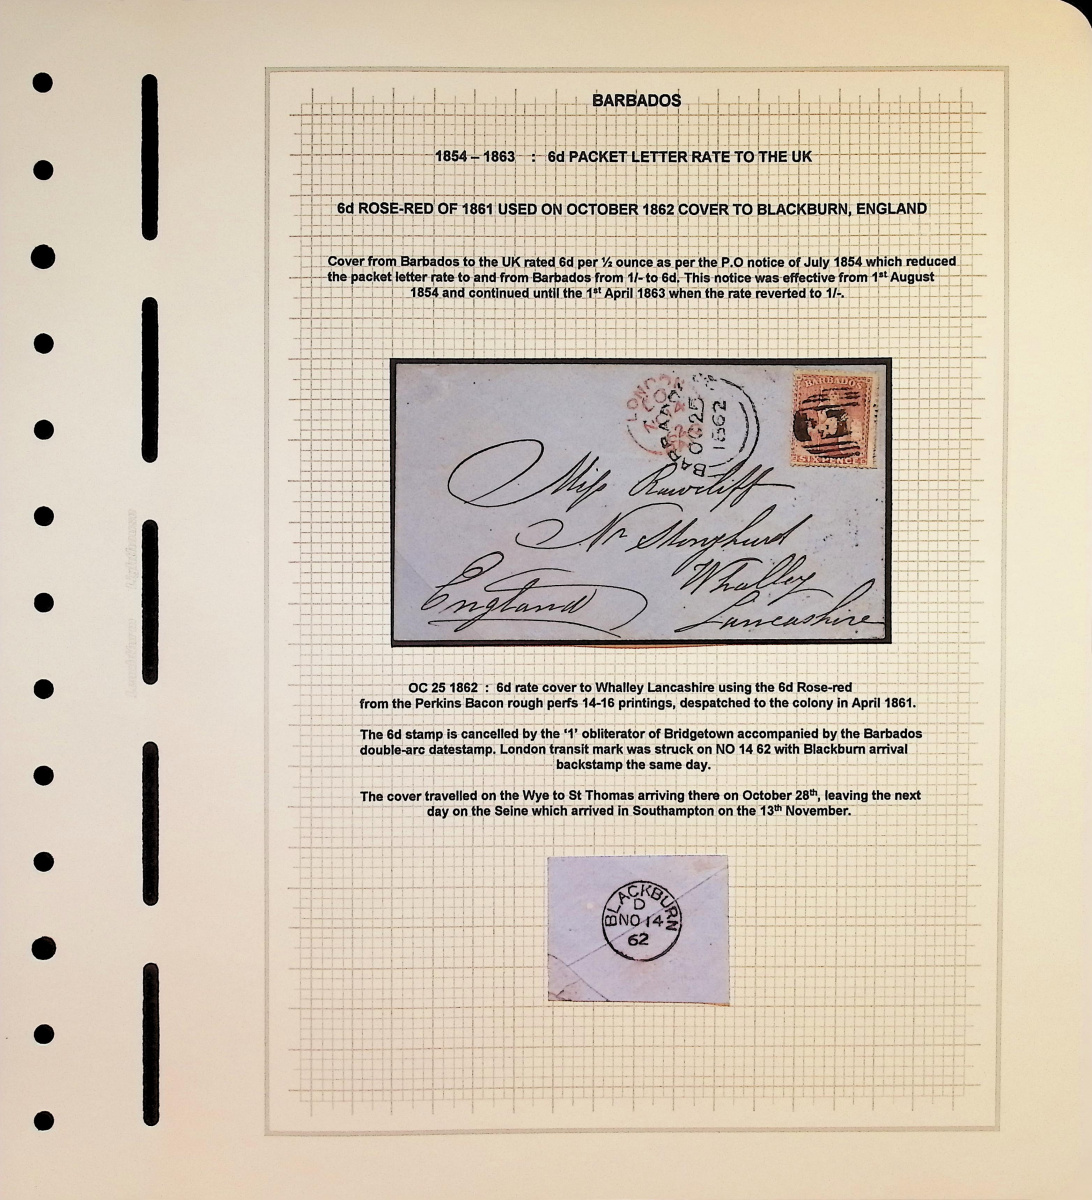 BARBADOS
1854 – 1863 : 6d PACKET LETTER RATE TO THE UK
6d ROSE-RED OF 1861 USED ON OCTOBER 1862 COVER TO BLACKBURN, ENGLAND
Cover from Barbados to the UK rated 6d per ½ ounce as per the P.O notice of July 1854 which reduced
the packet letter rate to and from Barbados from 1/- to 6d. This notice was effective from 1st August
1854 and continued until the 1st April 1863 when the rate reverted to 1/-.
LONDON
BARBADOS
OC 25
1862
BARBADOS
SIX PENCE
Miss Rawcliff
Nr Stonyhurst
Whalley
England
Lancashire
OC 25 1862 : 6d rate cover to Whalley Lancashire using the 6d Rose-red
from the Perkins Bacon rough perfs 14-16 printings, despatched to the colony in April 1861.
The 6d stamp is cancelled by the ‘1’ obliterator of Bridgetown accompanied by the Barbados
double-arc datestamp. London transit mark was struck on NO 14 62 with Blackburn arrival
backstamp the same day.
The cover travelled on the Wye to St Thomas arriving there on October 28th, leaving the next
day on the Seine which arrived in Southampton on the 13th November.
BLACKBURN
D
NO 14
62